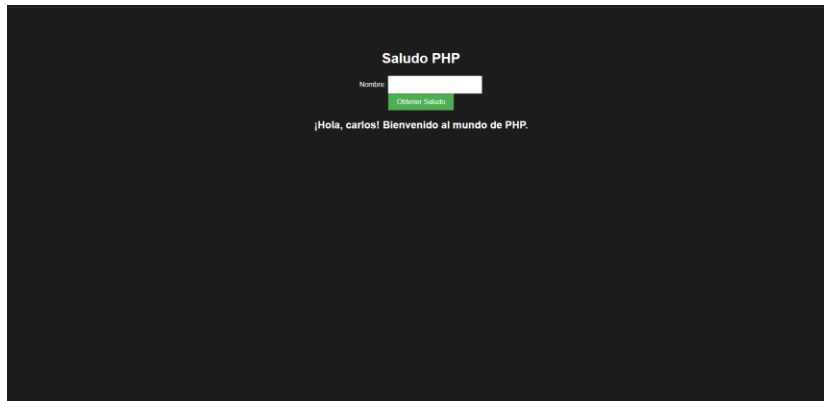 Saludo PHP
Nombre:
Obtener Saludo
¡Hola, carlos! Bienvenido al mundo de PHP.